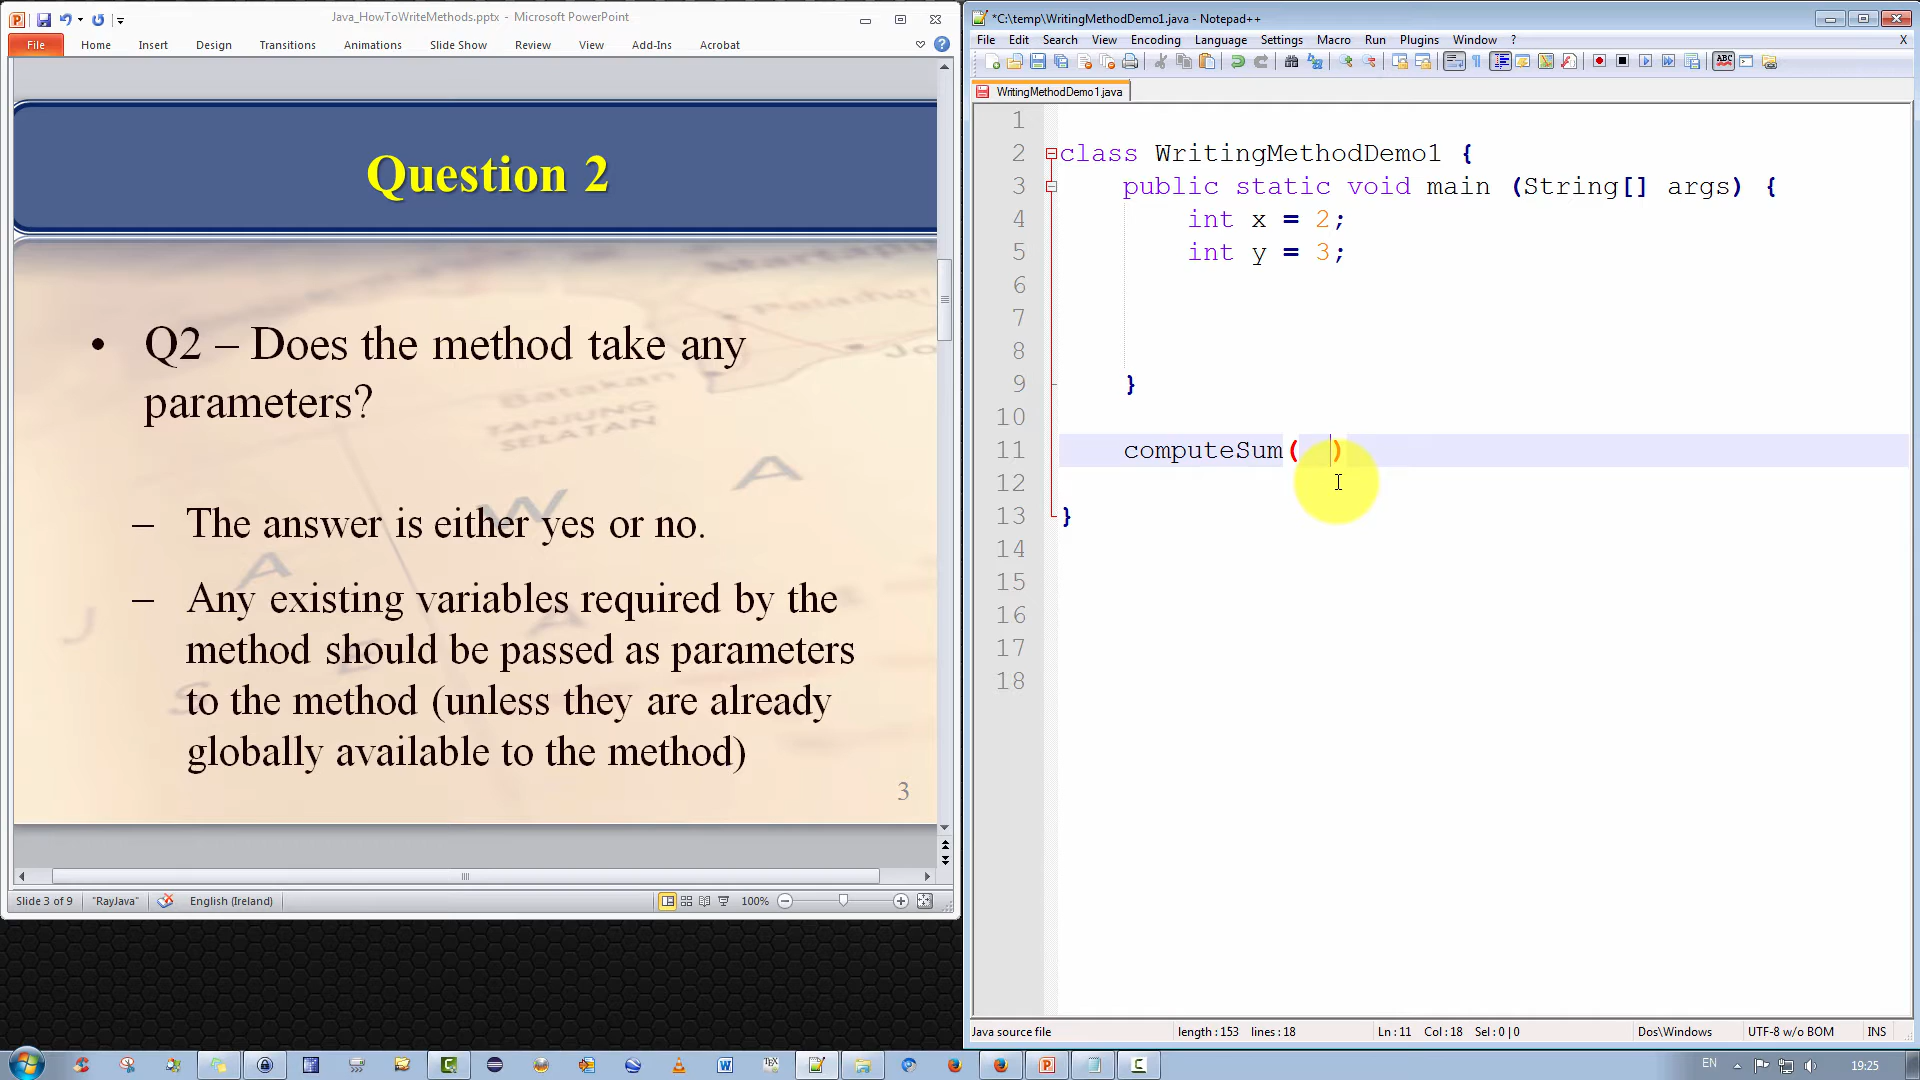 Java_HowToWriteMethods.pptx - Microsoft PowerPoint
File Home Insert Design Transitions Animations Slide Show Review View Add-Ins Acrobat
Question 2
• Q2 – Does the method take any
parameters?
– The answer is either yes or no.
– Any existing variables required by the
method should be passed as parameters
to the method (unless they are already
globally available to the method)
3
Slide 3 of 9 "RayJava" English (Ireland) 100%
*C:\temp\WritingMethodDemo1.java - Notepad++
File Edit Search View Encoding Language Settings Macro Run Plugins Window ? X
WritingMethodDemo1.java
1
2 class WritingMethodDemo1 {
3 public static void main (String[] args) {
4 int x = 2;
5 int y = 3;
6
7
8
9 }
10
11 computeSum(  )
12
13 }
14
15
16
17
18
Java source file length : 153 lines : 18 Ln : 11 Col : 18 Sel : 0 | 0 Dos\Windows UTF-8 w/o BOM INS
EN 19:25